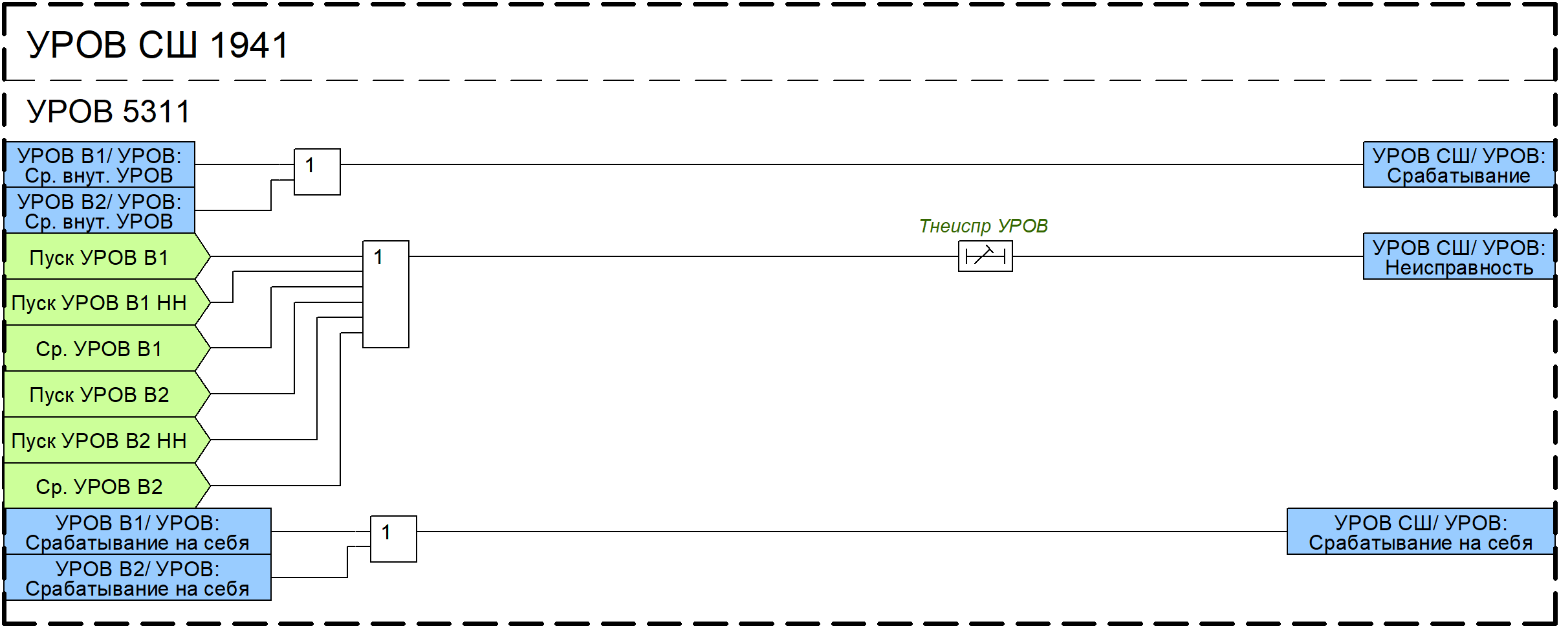 УРОВ СШ 1941
УРОВ 5311
УРОВ В1/ УРОВ:
Ср. внут. УРОВ
1
УРОВ СШ/ УРОВ:
Срабатывание
УРОВ В2/ УРОВ:
Ср. внут. УРОВ
Тнеиспр УРОВ
Пуск УРОВ В1
1
УРОВ СШ/ УРОВ:
Неисправность
Пуск УРОВ В1 НН
Ср. УРОВ В1
Пуск УРОВ В2
Пуск УРОВ В2 НН
Ср. УРОВ В2
УРОВ В1/ УРОВ:
Срабатывание на себя
1
УРОВ СШ/ УРОВ:
Срабатывание на себя
УРОВ В2/ УРОВ:
Срабатывание на себя